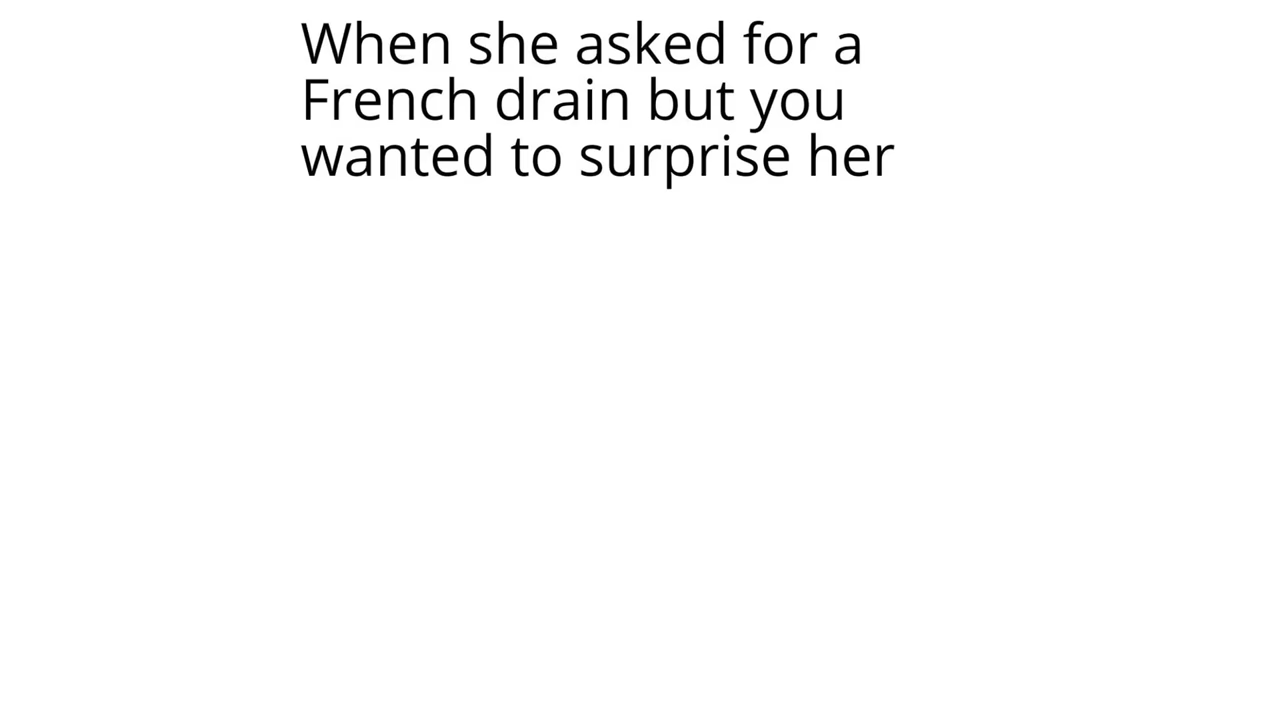 When she asked for a
French drain but you
wanted to surprise her